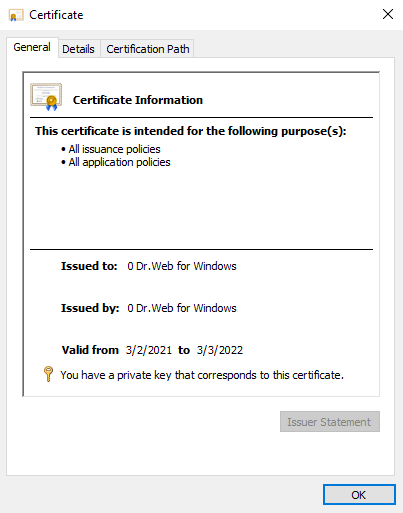 Certificate
General Details Certification Path
Certificate Information
This certificate is intended for the following purpose(s):
• All issuance policies
• All application policies
Issued to: 0 Dr.Web for Windows
Issued by: 0 Dr.Web for Windows
Valid from 3/2/2021 to 3/3/2022
You have a private key that corresponds to this certificate.
Issuer Statement
OK